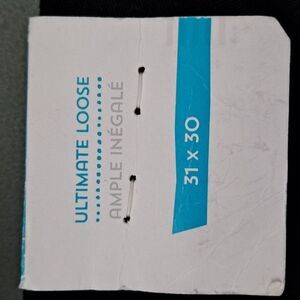 ULTIMATE LOOSE
AMPLE INÉGALÉ
31 x 30